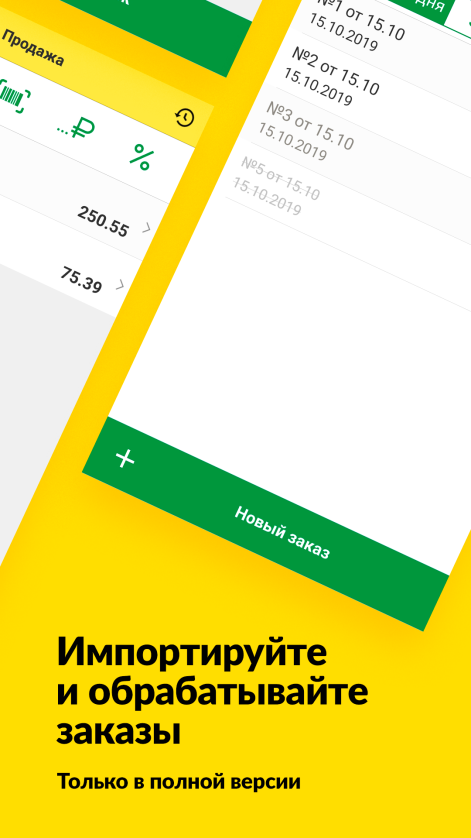 Продажа
250.55
75.39
№1 от 15.10
15.10.2019
№2 от 15.10
15.10.2019
№3 от 15.10
15.10.2019
№5 от 15.10
15.10.2019
Новый заказ
Импортируйте
и обрабатывайте
заказы
Только в полной версии